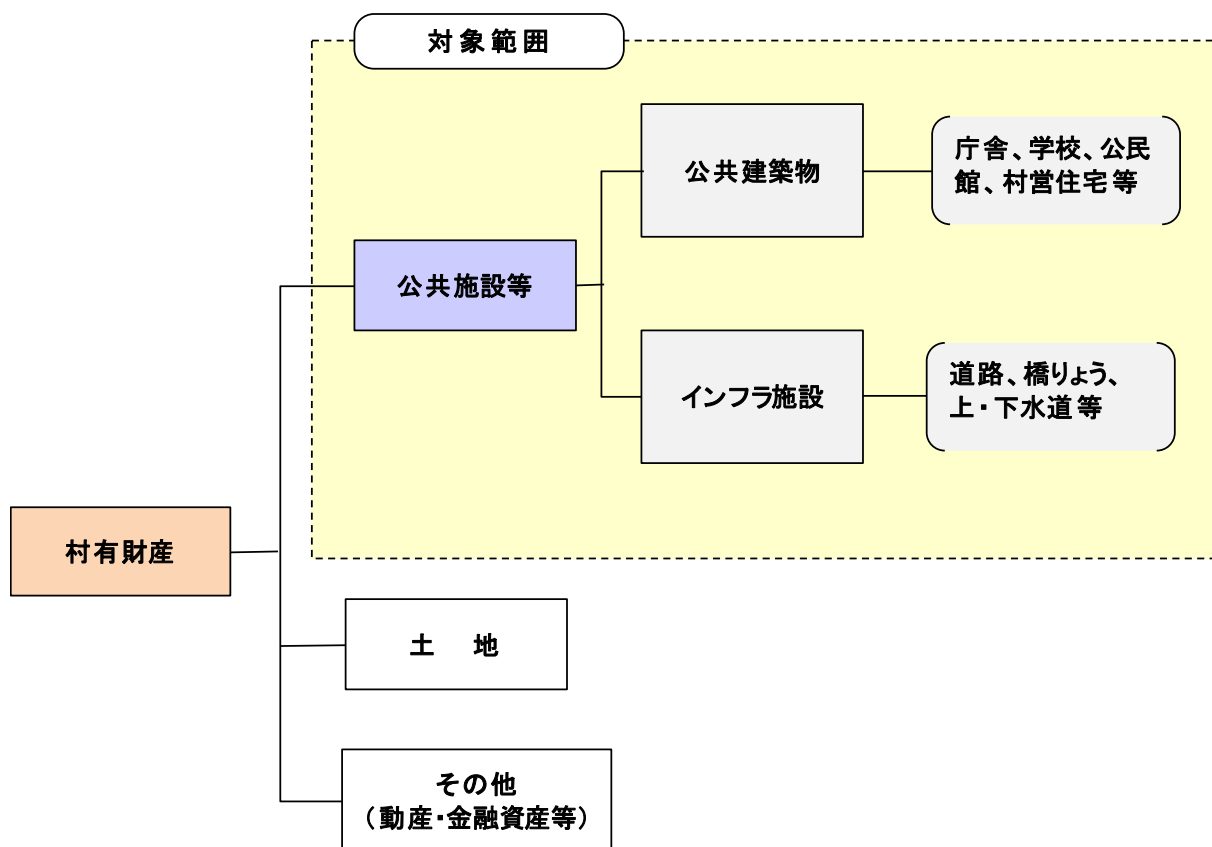 対象範囲
公共建築物
庁舎、学校、公民
館、村営住宅等
公共施設等
インフラ施設
道路、橋りょう、
上・下水道等
村有財産
土 地
その他
（動産・金融資産等）